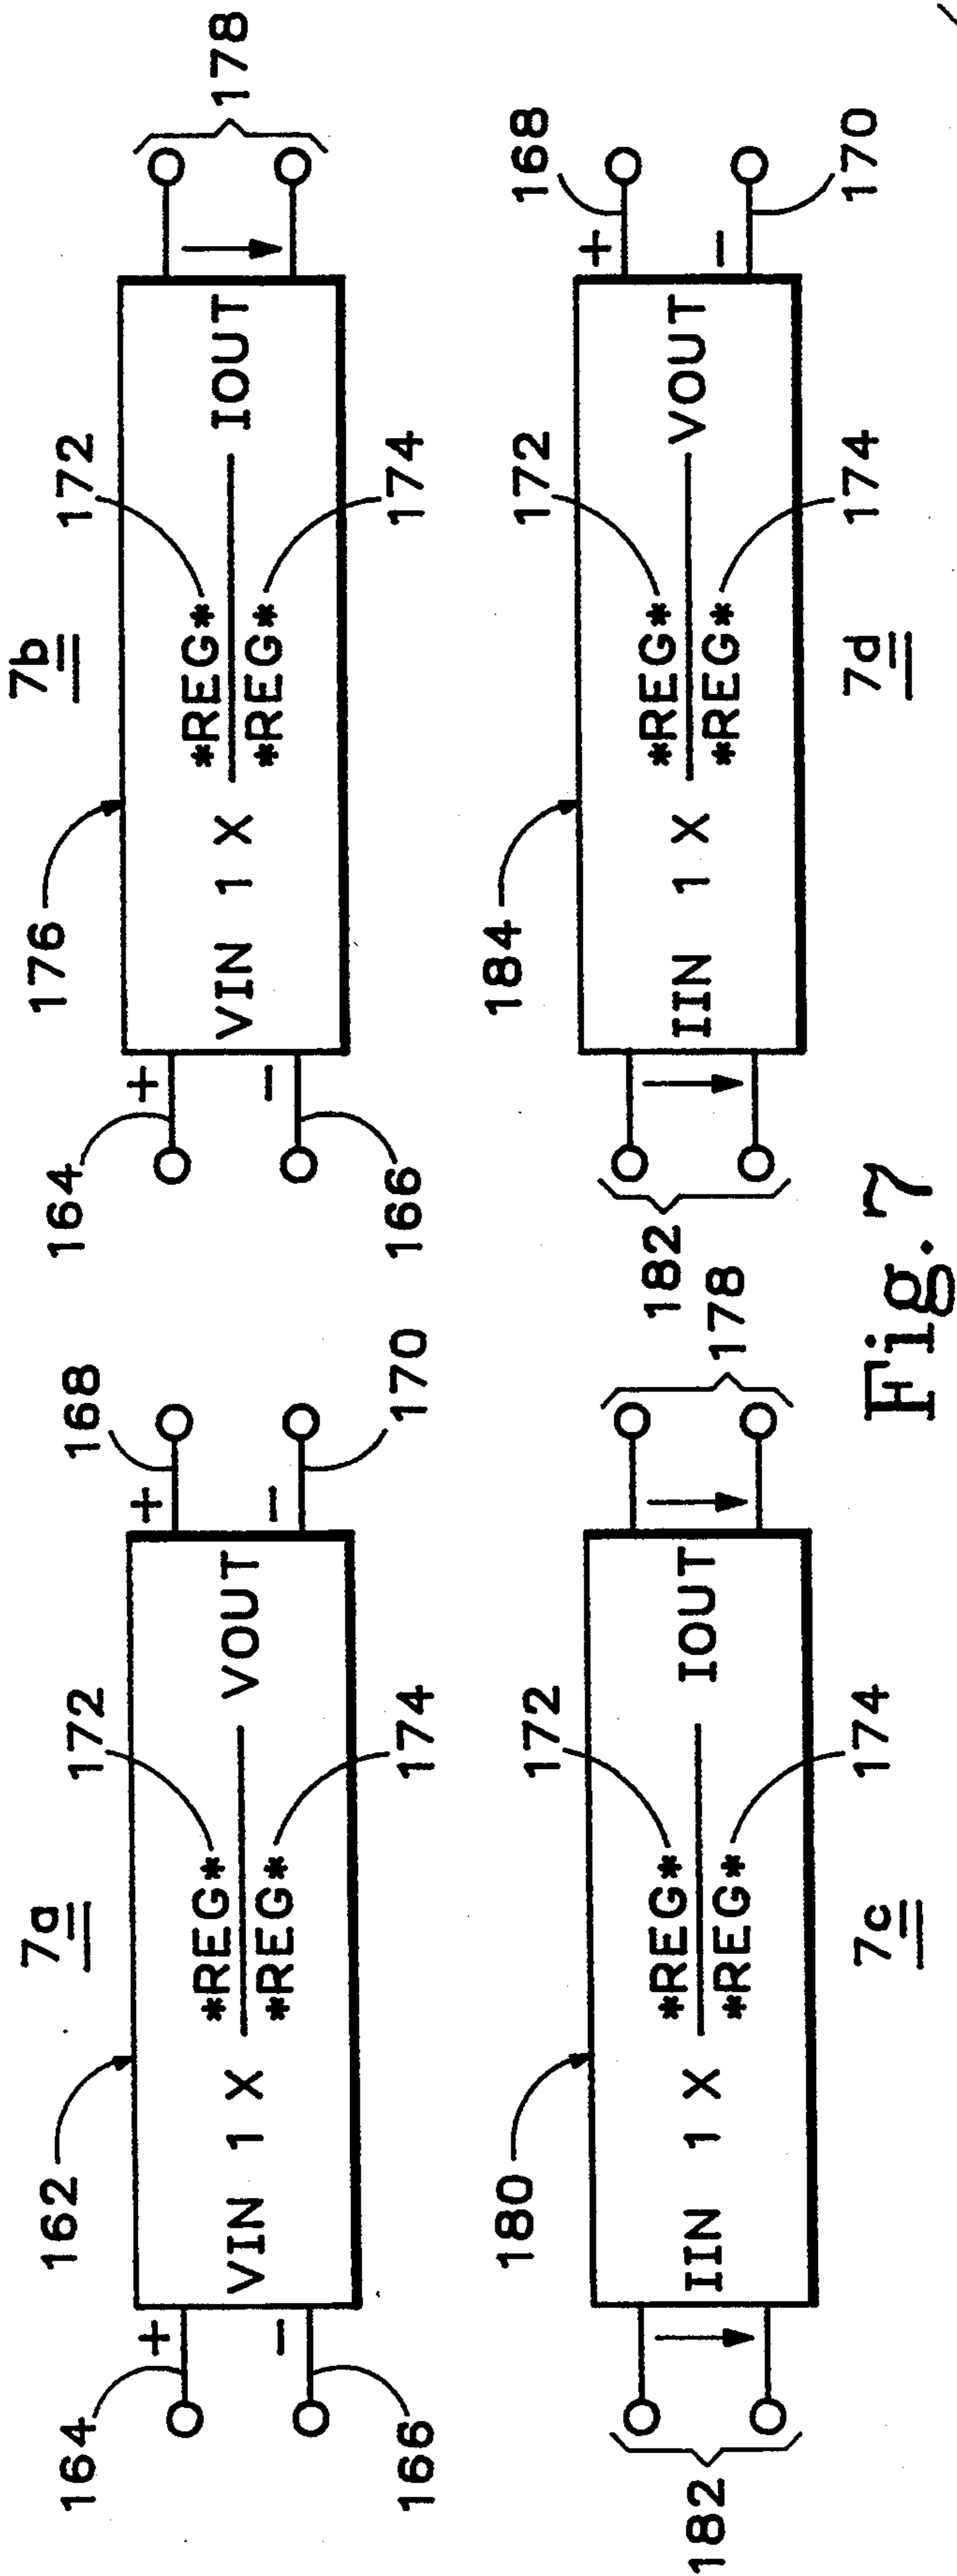 7a
162
172
164
+
VIN 1 X *REG* VOUT
*REG*
+
168
166
-
174
-
170
7b
176
172
164
+
VIN 1 X *REG* IOUT
*REG*
178
166
-
174
180
172
182
IIN 1 X *REG* IOUT
*REG*
178
174
7c
184
172
182
IIN 1 X *REG* VOUT
*REG*
+
168
174
-
170
7d
Fig. 7